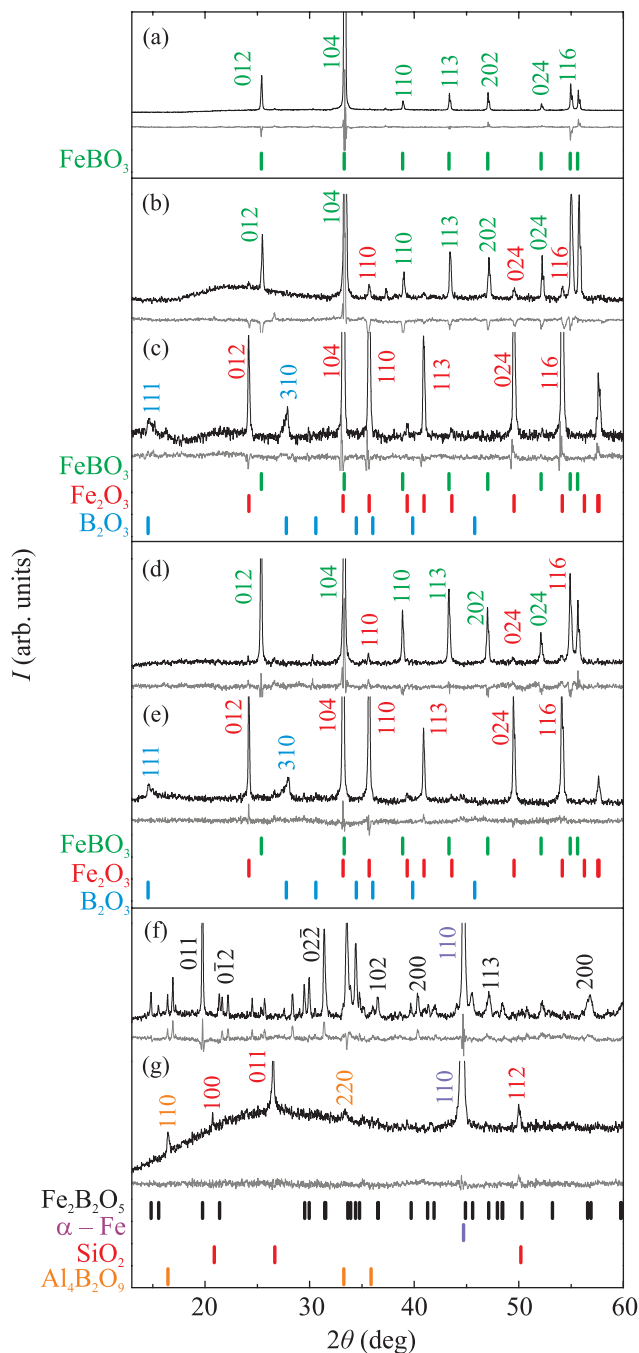 (a)
012
104
110
113
202
024
116
FeBO₃
(b)
012
104
110
110
113
202
024
024
116
(c)
111
012
310
104
110
113
024
116
FeBO₃
Fe₂O₃
B₂O₃
(d)
012
104
110
110
113
202
024
024
116
(e)
111
012
310
104
110
113
024
116
FeBO₃
Fe₂O₃
B₂O₃
(f)
011
01̄2
02̄2̄
102
200
110
113
200
(g)
110
100
011
220
110
112
Fe₂B₂O₅
α – Fe
SiO₂
Al₄B₂O₉
20 30 40 50 60
2θ (deg)
I (arb. units)